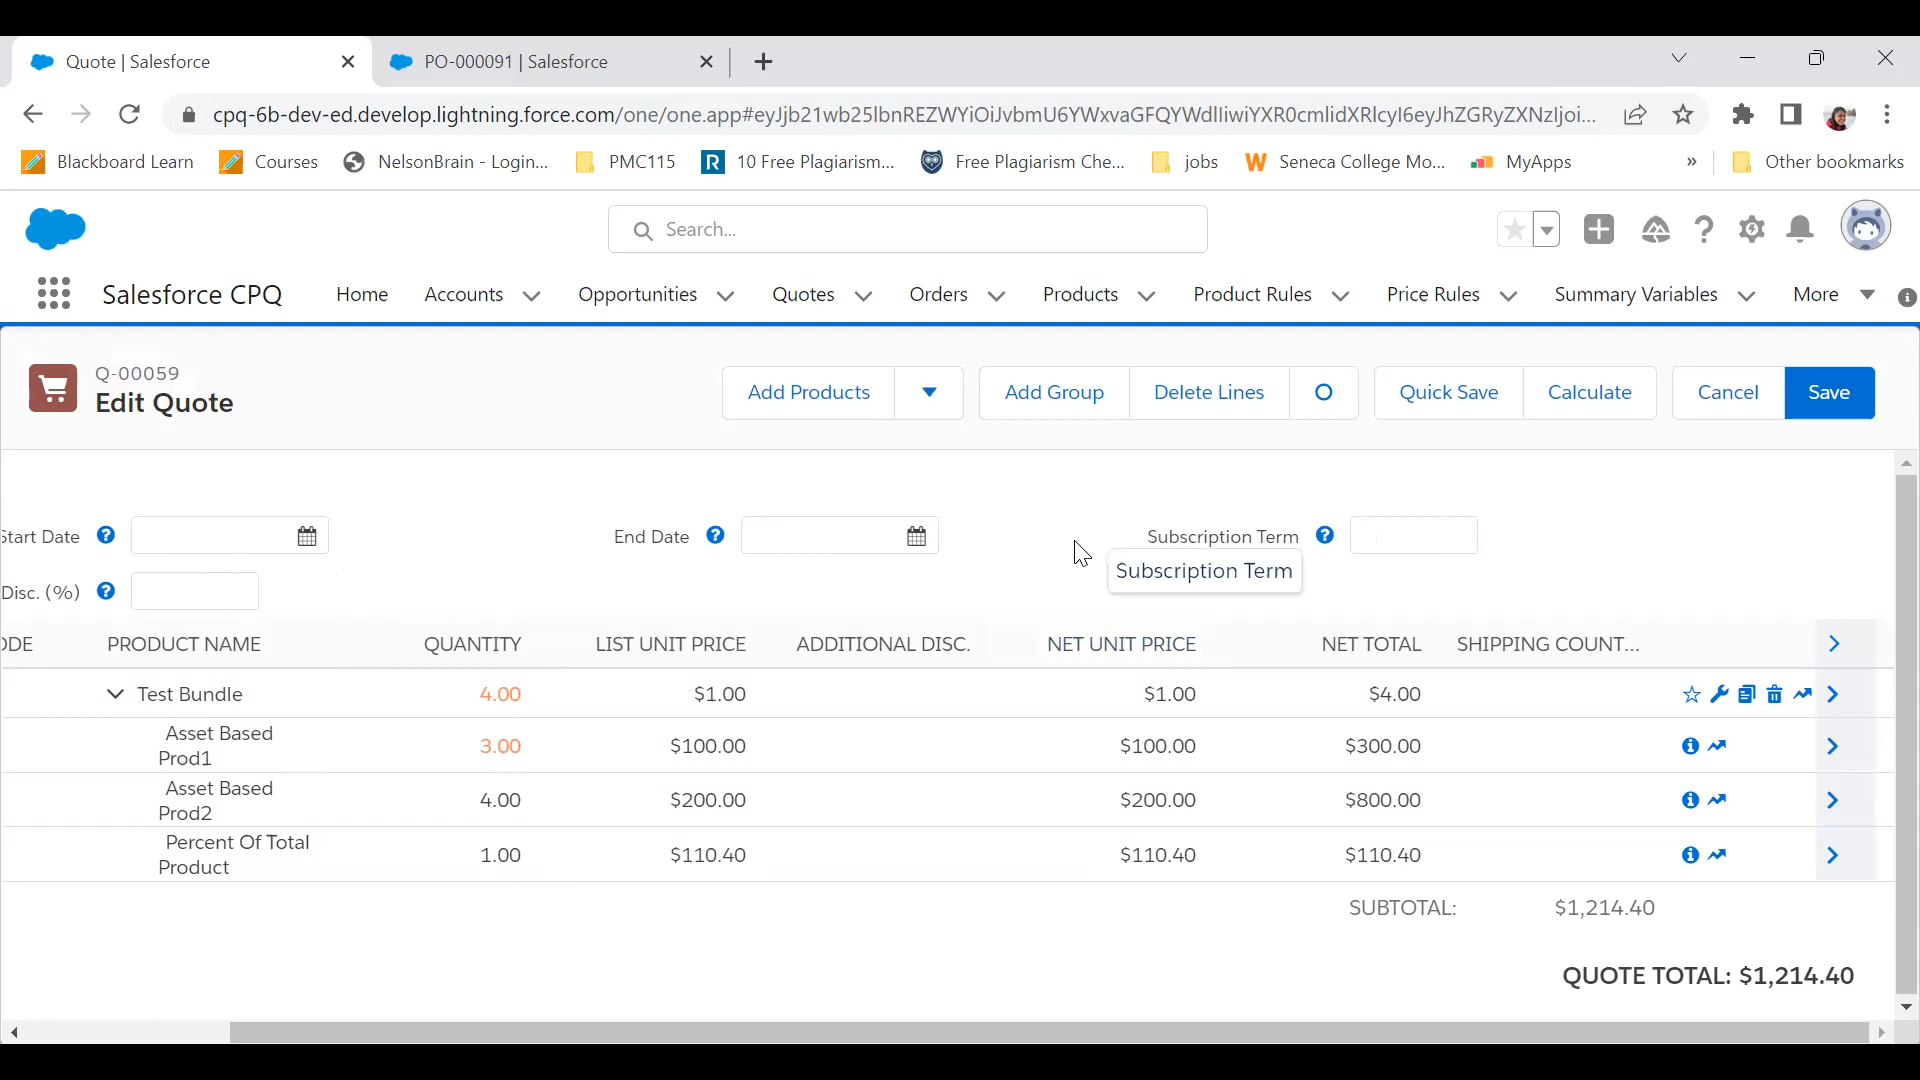 Quote | Salesforce
PO-000091 | Salesforce
cpq-6b-dev-ed.develop.lightning.force.com/one/one.app#eyJjb21wb25lbnREZWYiOiJvbmU6YWxvaGFQYWdlIiwiYXR0cmlidXRlcyI6eyJhZGRyZXNzIjoi...
Blackboard Learn
Courses
NelsonBrain - Login...
PMC115
10 Free Plagiarism...
Free Plagiarism Che...
jobs
Seneca College Mo...
MyApps
»
Other bookmarks
Search...
Salesforce CPQ
Home
Accounts
Opportunities
Quotes
Orders
Products
Product Rules
Price Rules
Summary Variables
More
Q-00059
Edit Quote
Add Products
Add Group
Delete Lines
Quick Save
Calculate
Cancel
Save
Start Date
End Date
Subscription Term
Subscription Term
Disc. (%)
ODE PRODUCT NAME QUANTITY LIST UNIT PRICE ADDITIONAL DISC. NET UNIT PRICE NET TOTAL SHIPPING COUNT...
Test Bundle 4.00 $1.00 $1.00 $4.00
Asset Based
Prod1 3.00 $100.00 $100.00 $300.00
Asset Based
Prod2 4.00 $200.00 $200.00 $800.00
Percent Of Total
Product 1.00 $110.40 $110.40 $110.40
SUBTOTAL: $1,214.40
QUOTE TOTAL: $1,214.40